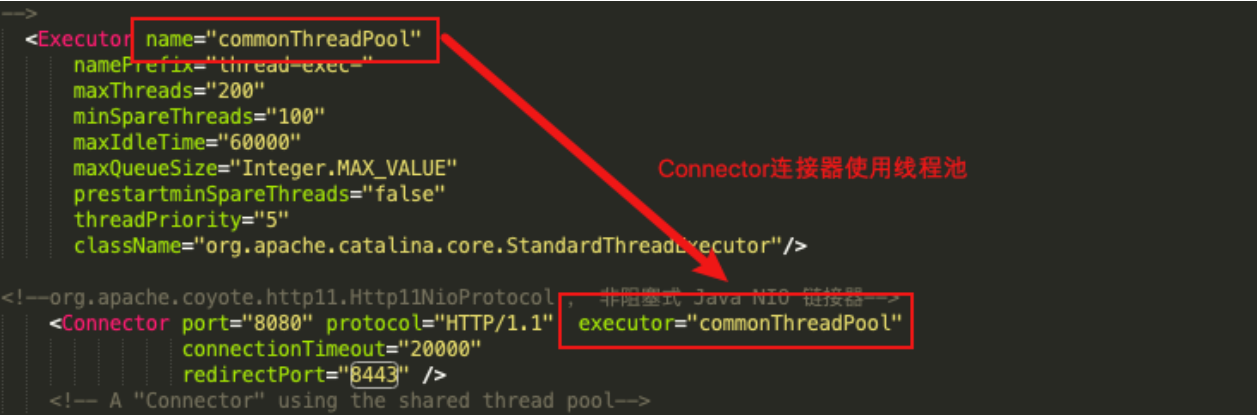 -->
<Executor name="commonThreadPool"
namePrefix="thread-exec-"
maxThreads="200"
minSpareThreads="100"
maxIdleTime="60000"
maxQueueSize="Integer.MAX_VALUE"
Connector连接器使用线程池
prestartminSpareThreads="false"
threadPriority="5"
className="org.apache.catalina.core.StandardThreadExecutor"/>
<!--org.apache.coyote.http11.Http11NioProtocol , 非阻塞式 Java NIO 链接器-->
<Connector port="8080" protocol="HTTP/1.1" executor="commonThreadPool"
connectionTimeout="20000"
redirectPort="8443" />
<!-- A "Connector" using the shared thread pool-->